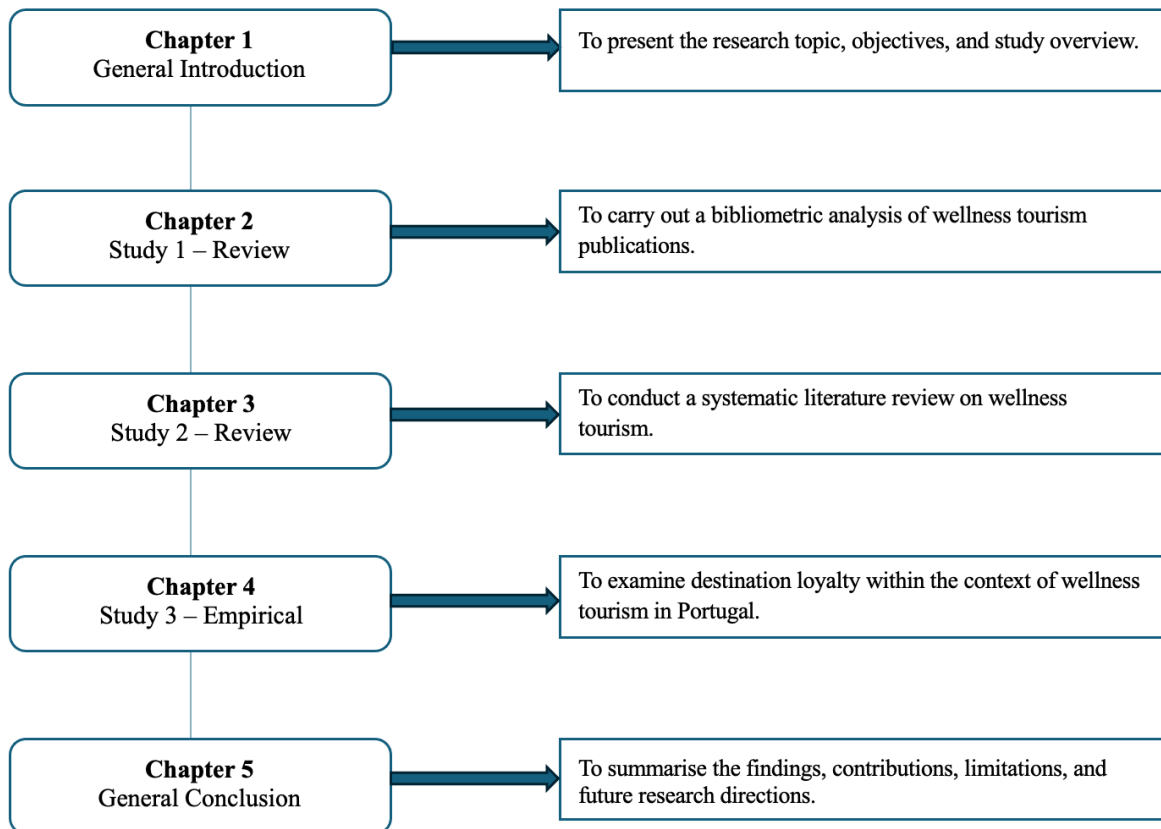 Chapter 1
General Introduction
To present the research topic, objectives, and study overview.
Chapter 2
Study 1 – Review
To carry out a bibliometric analysis of wellness tourism
publications.
Chapter 3
Study 2 – Review
To conduct a systematic literature review on wellness
tourism.
Chapter 4
Study 3 – Empirical
To examine destination loyalty within the context of wellness
tourism in Portugal.
Chapter 5
General Conclusion
To summarise the findings, contributions, limitations, and
future research directions.